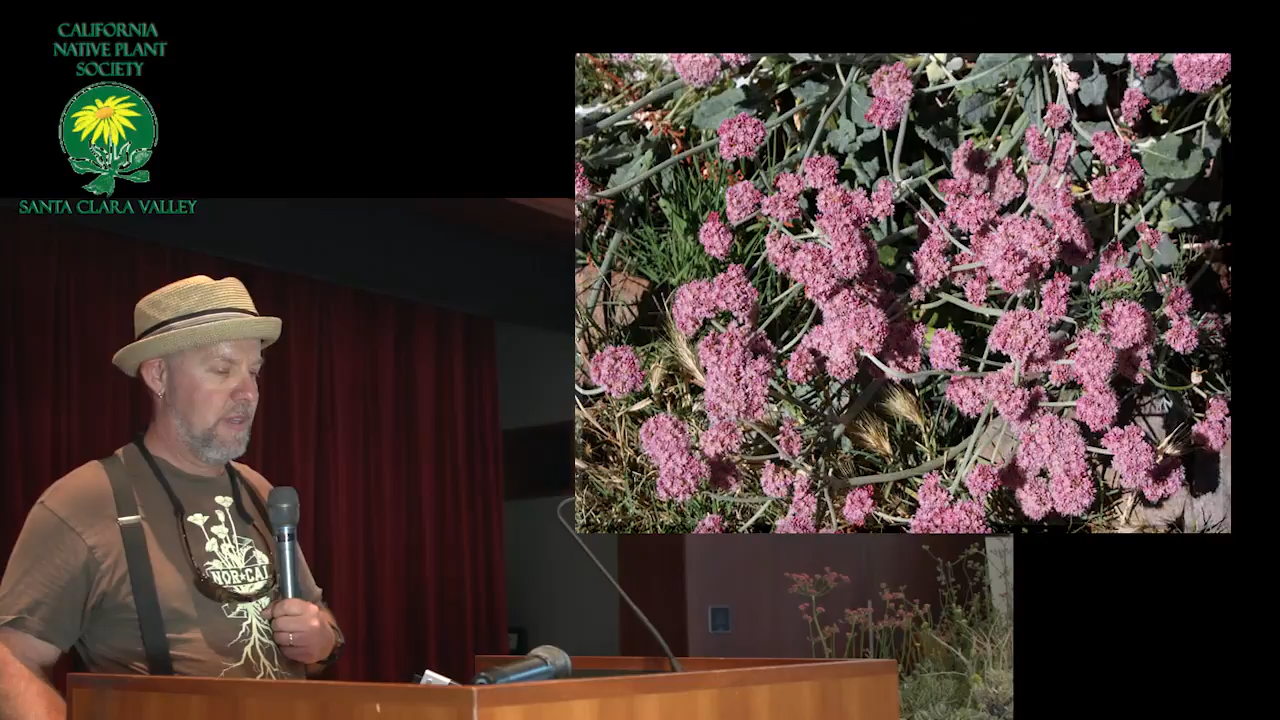 CALIFORNIA
NATIVE PLANT
SOCIETY
SANTA CLARA VALLEY
NOR★CAL